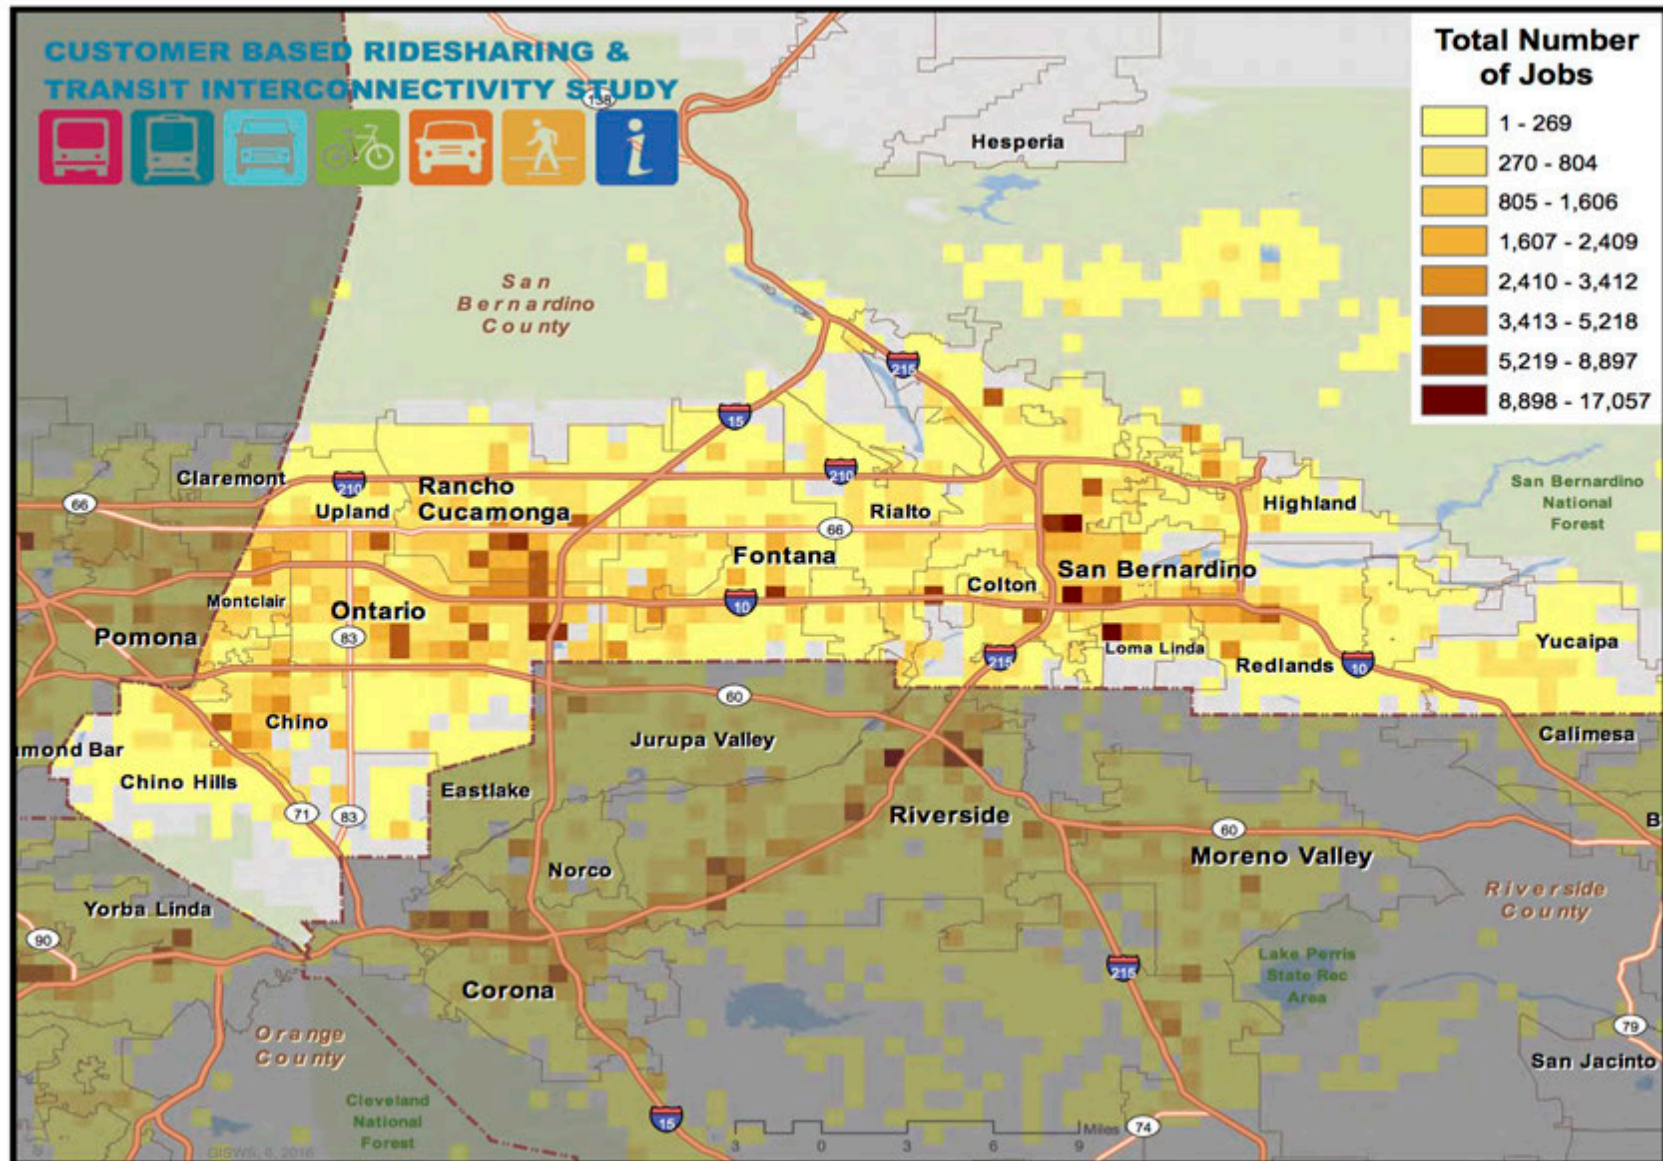 CUSTOMER BASED RIDESHARING &
TRANSIT INTERCONNECTIVITY STUDY
138
Total Number
of Jobs
1 - 269
270 - 804
805 - 1,606
1,607 - 2,409
2,410 - 3,412
3,413 - 5,218
5,219 - 8,897
8,898 - 17,057
Hesperia
San
Bernardino
County
215
15
Claremont
210
Rancho
Cucamonga
210
66
Upland
Rialto
Highland
San Bernardino
National
Forest
66
Fontana
Colton
San Bernardino
Montclair
Ontario
10
Pomona
83
Loma Linda
Yucaipa
215
Redlands
10
60
Chino
Jurupa Valley
Calimesa
mond Bar
Chino Hills
Eastlake
71
83
Riverside
60
B
Moreno Valley
Norco
Riverside
County
Yorba Linda
90
Lake Perris
State Rec
Area
215
Corona
Orange
County
79
San Jacinto
Cleveland
National
Forest
15
3 0 3 6 9 Miles
74
GISWS, 6, 2016